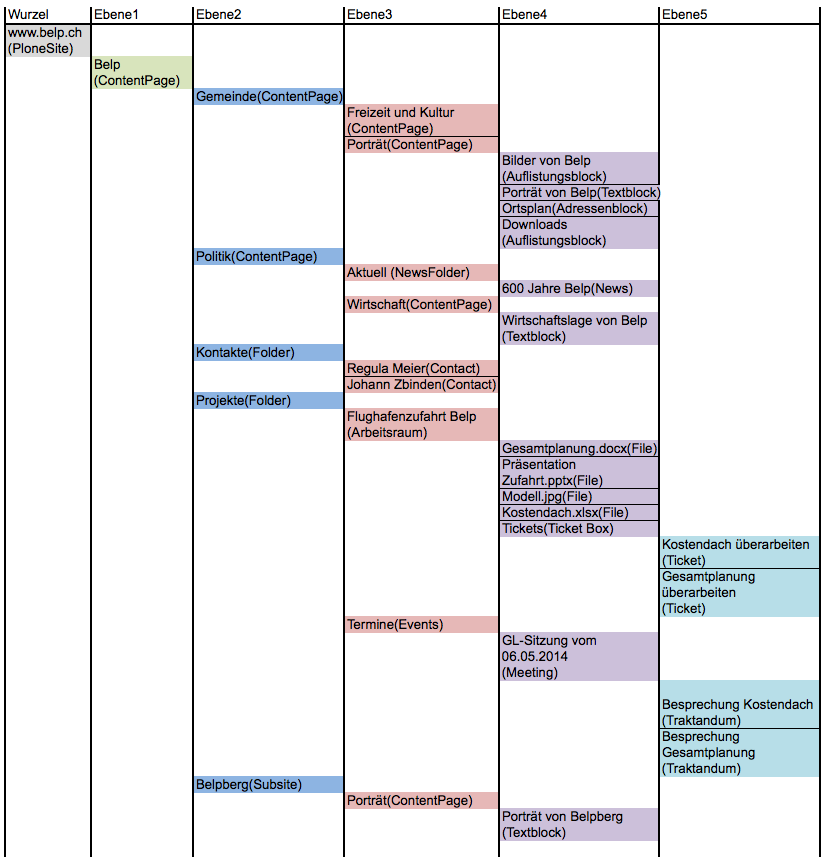 Wurzel Ebene1 Ebene2 Ebene3 Ebene4 Ebene5
www.belp.ch
(PloneSite)
Belp
(ContentPage)
Gemeinde(ContentPage)
Freizeit und Kultur
(ContentPage)
Porträt(ContentPage)
Bilder von Belp
(Auflistungsblock)
Porträt von Belp(Textblock)
Ortsplan(Adressenblock)
Downloads
(Auflistungsblock)
Politik(ContentPage)
Aktuell (NewsFolder)
600 Jahre Belp(News)
Wirtschaft(ContentPage)
Wirtschaftslage von Belp
(Textblock)
Kontakte(Folder)
Regula Meier(Contact)
Johann Zbinden(Contact)
Projekte(Folder)
Flughafenzufahrt Belp
(Arbeitsraum)
Gesamtplanung.docx(File)
Präsentation
Zufahrt.pptx(File)
Modell.jpg(File)
Kostendach.xlsx(File)
Tickets(Ticket Box)
Kostendach überarbeiten
(Ticket)
Gesamtplanung
überarbeiten
(Ticket)
Termine(Events)
GL-Sitzung vom
06.05.2014
(Meeting)
Besprechung Kostendach
(Traktandum)
Besprechung
Gesamtplanung
(Traktandum)
Belpberg(Subsite)
Porträt(ContentPage)
Porträt von Belpberg
(Textblock)